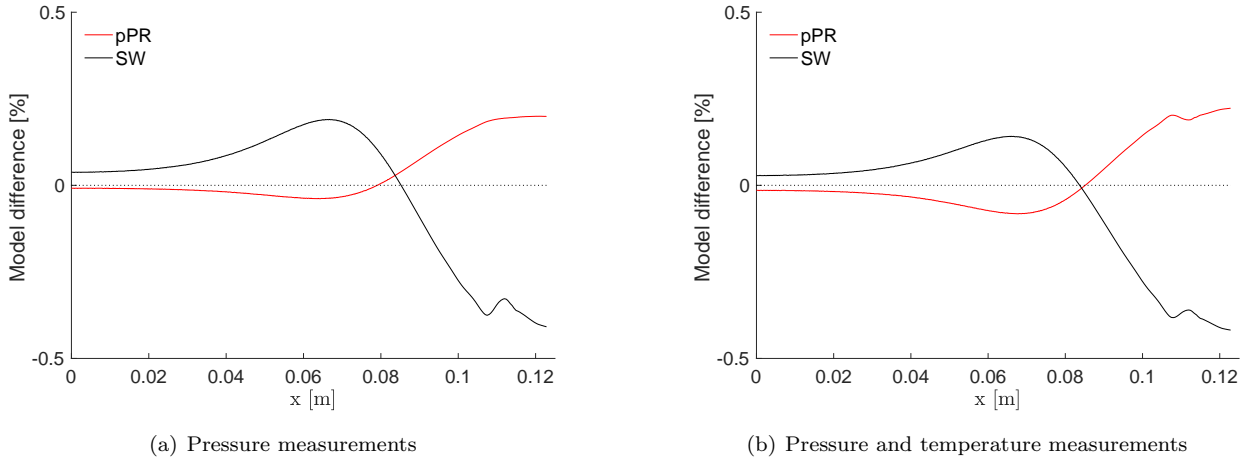 0.5
pPR
SW
Model difference [%]
0
-0.5
0 0.02 0.04 0.06 0.08 0.1 0.12
x [m]
(a) Pressure measurements
0.5
pPR
SW
Model difference [%]
0
-0.5
0 0.02 0.04 0.06 0.08 0.1 0.12
x [m]
(b) Pressure and temperature measurements